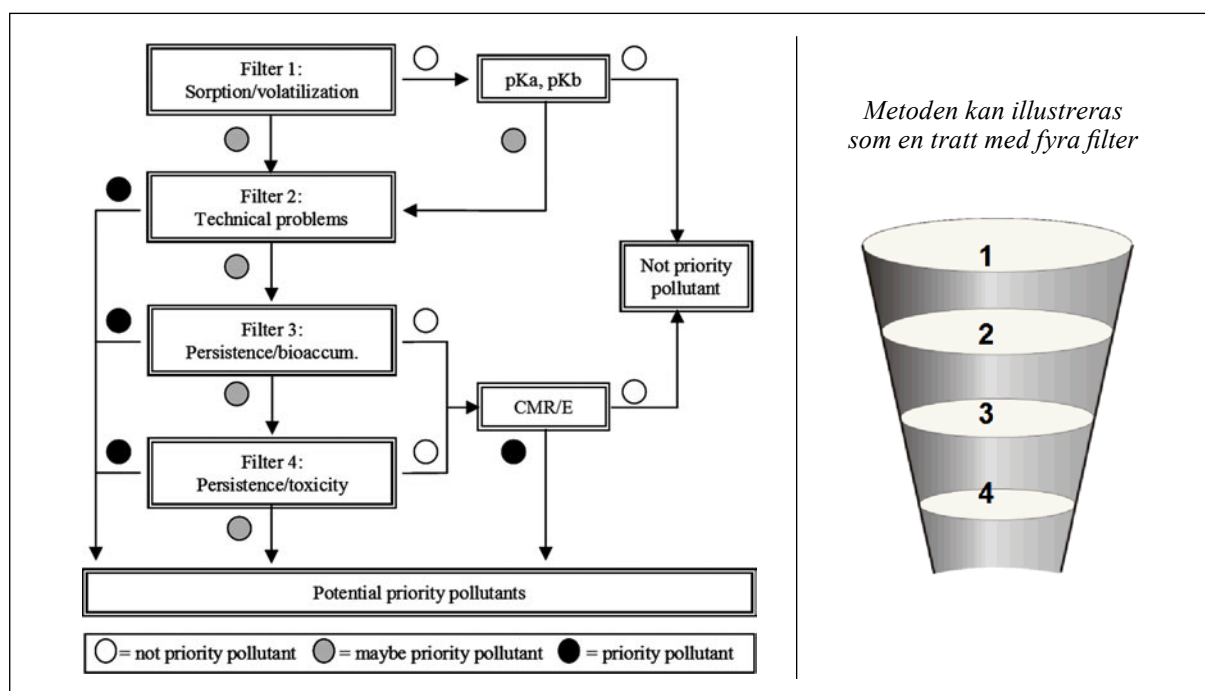 Filter 1:
Sorption/volatilization
pKa, pKb
Filter 2:
Technical problems
Not priority
pollutant
Filter 3:
Persistence/bioaccum.
CMR/E
Filter 4:
Persistence/toxicity
Potential priority pollutants
= not priority pollutant = maybe priority pollutant = priority pollutant
Metoden kan illustreras
som en tratt med fyra filter
1
2
3
4